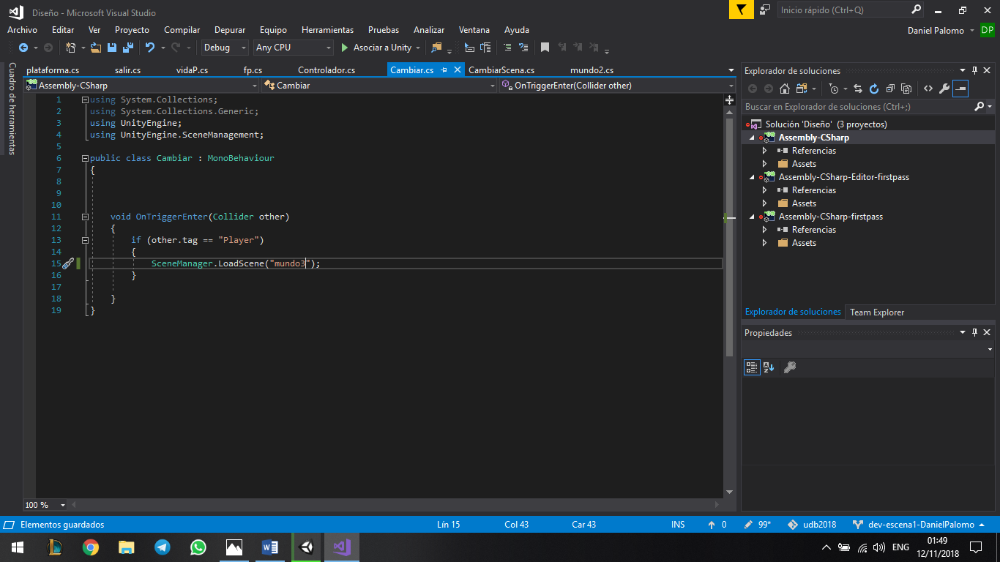 Diseño - Microsoft Visual Studio
Inicio rápido (Ctrl+Q)
Archivo Editar Ver Proyecto Compilar Depurar Equipo Herramientas Pruebas Analizar Ventana Ayuda
Daniel Palomo DP
Debug Any CPU Asociar a Unity
Cuadro de herramientas
plataforma.cs salir.cs vidaP.cs fp.cs Controlador.cs Cambiar.cs CambiarScena.cs mundo2.cs
Assembly-CSharp Cambiar OnTriggerEnter(Collider other)
1 using System.Collections;
2 using System.Collections.Generic;
3 using UnityEngine;
4 using UnityEngine.SceneManagement;
5
6 public class Cambiar : MonoBehaviour
7 {
8
9
10
11 void OnTriggerEnter(Collider other)
12 {
13 if (other.tag == "Player")
14 {
15 SceneManager.LoadScene("mundo3");
16 }
17
18 }
19 }
100 %
Explorador de soluciones
Buscar en Explorador de soluciones (Ctrl+;)
Solución 'Diseño' (3 proyectos)
Assembly-CSharp
Referencias
Assets
Assembly-CSharp-Editor-firstpass
Referencias
Assets
Assembly-CSharp-firstpass
Referencias
Assets
Explorador de soluciones Team Explorer
Propiedades
Elementos guardados Lín 15 Col 43 Car 43 INS 0 99* udb2018 dev-escena1-DanielPalomo
ENG
01:49
12/11/2018